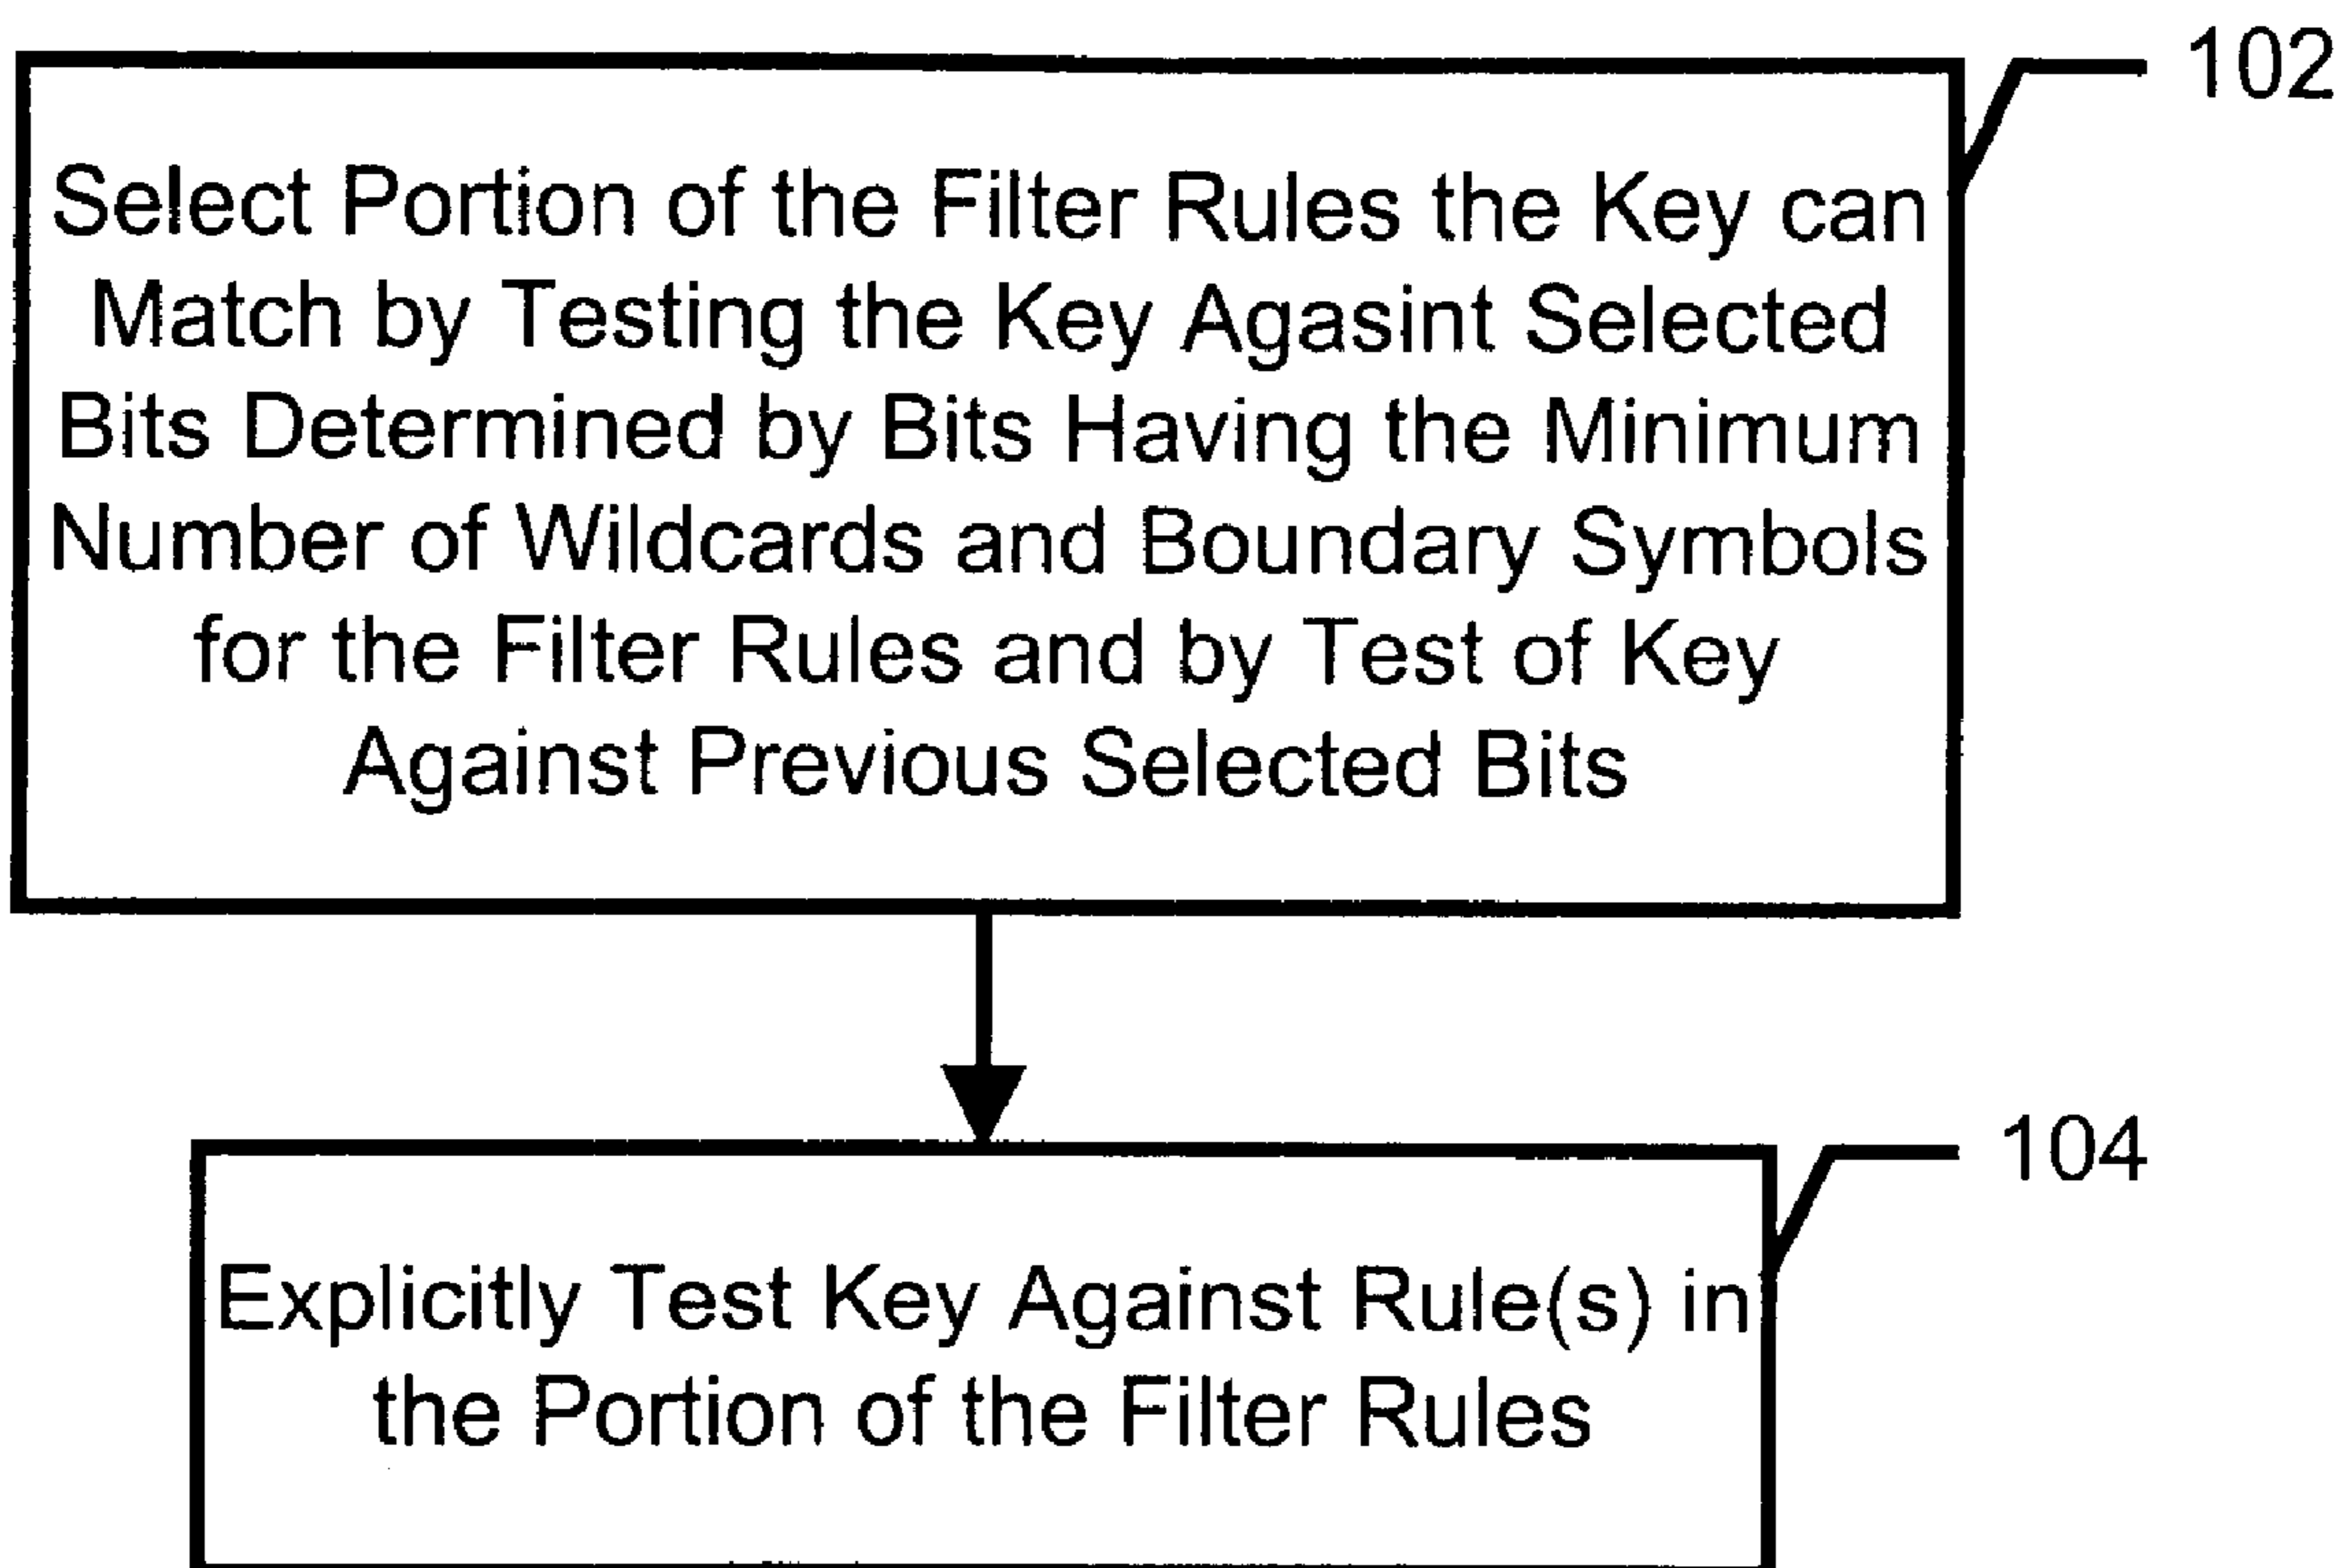 102
Select Portion of the Filter Rules the Key can
Match by Testing the Key Agasint Selected
Bits Determined by Bits Having the Minimum
Number of Wildcards and Boundary Symbols
for the Filter Rules and by Test of Key
Against Previous Selected Bits
104
Explicitly Test Key Against Rule(s) in
the Portion of the Filter Rules